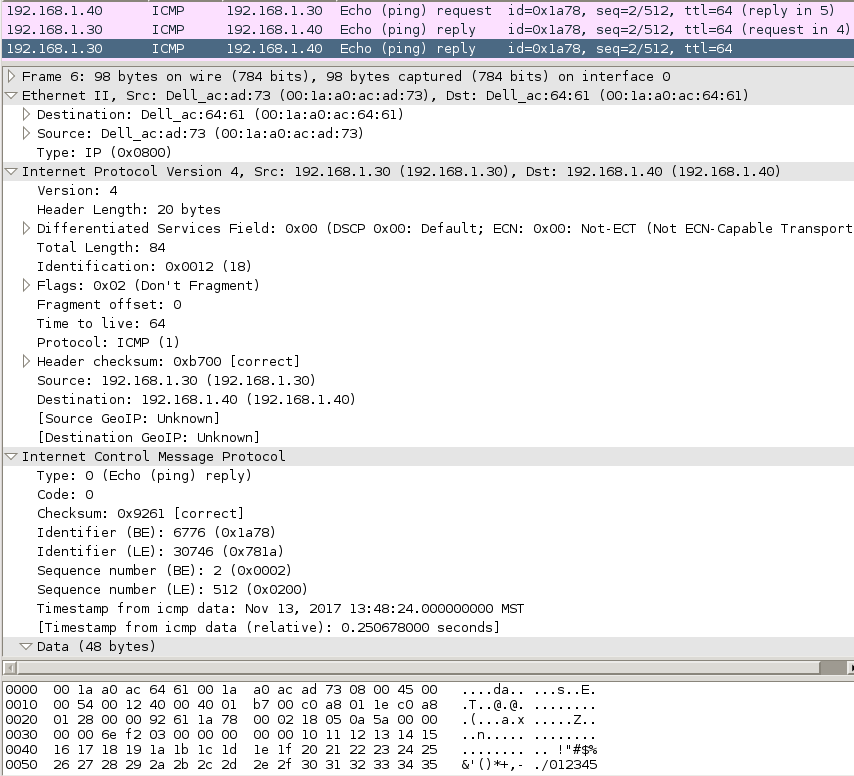 192.168.1.40 ICMP 192.168.1.30 Echo (ping) request id=0x1a78, seq=2/512, ttl=64 (reply in 5)
192.168.1.30 ICMP 192.168.1.40 Echo (ping) reply id=0x1a78, seq=2/512, ttl=64 (request in 4)
192.168.1.30 ICMP 192.168.1.40 Echo (ping) reply id=0x1a78, seq=2/512, ttl=64
Frame 6: 98 bytes on wire (784 bits), 98 bytes captured (784 bits) on interface 0
Ethernet II, Src: Dell_ac:ad:73 (00:1a:a0:ac:ad:73), Dst: Dell_ac:64:61 (00:1a:a0:ac:64:61)
Destination: Dell_ac:64:61 (00:1a:a0:ac:64:61)
Source: Dell_ac:ad:73 (00:1a:a0:ac:ad:73)
Type: IP (0x0800)
Internet Protocol Version 4, Src: 192.168.1.30 (192.168.1.30), Dst: 192.168.1.40 (192.168.1.40)
Version: 4
Header Length: 20 bytes
Differentiated Services Field: 0x00 (DSCP 0x00: Default; ECN: 0x00: Not-ECT (Not ECN-Capable Transport
Total Length: 84
Identification: 0x0012 (18)
Flags: 0x02 (Don't Fragment)
Fragment offset: 0
Time to live: 64
Protocol: ICMP (1)
Header checksum: 0xb700 [correct]
Source: 192.168.1.30 (192.168.1.30)
Destination: 192.168.1.40 (192.168.1.40)
[Source GeoIP: Unknown]
[Destination GeoIP: Unknown]
Internet Control Message Protocol
Type: 0 (Echo (ping) reply)
Code: 0
Checksum: 0x9261 [correct]
Identifier (BE): 6776 (0x1a78)
Identifier (LE): 30746 (0x781a)
Sequence number (BE): 2 (0x0002)
Sequence number (LE): 512 (0x0200)
Timestamp from icmp data: Nov 13, 2017 13:48:24.000000000 MST
[Timestamp from icmp data (relative): 0.250678000 seconds]
Data (48 bytes)
0000 00 1a a0 ac 64 61 00 1a a0 ac ad 73 08 00 45 00 ....da.. ...s..E.
0010 00 54 00 12 40 00 40 01 b7 00 c0 a8 01 1e c0 a8 .T..@.@. ........
0020 01 28 00 00 92 61 1a 78 00 02 18 05 0a 5a 00 00 .(...a.x .....Z..
0030 00 00 6e f2 03 00 00 00 00 00 10 11 12 13 14 15 ..n..... ........
0040 16 17 18 19 1a 1b 1c 1d 1e 1f 20 21 22 23 24 25 ........ .. !"#$%
0050 26 27 28 29 2a 2b 2c 2d 2e 2f 30 31 32 33 34 35 &'()*+,- ./012345